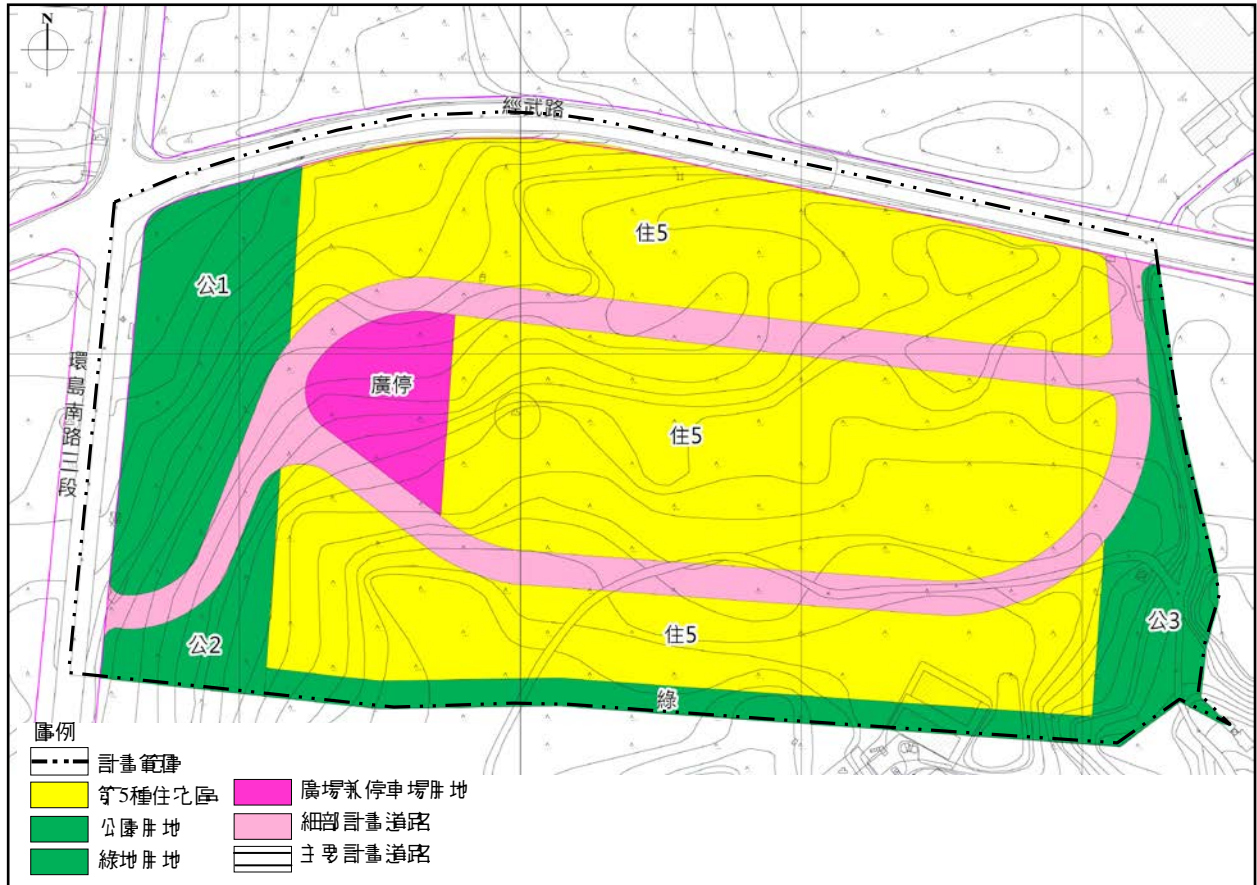 N
經武路
住5
公1
環島南路三段
廣停
住5
住5
公3
公2
綠
圖例
計畫範圍
第5種住宅區
廣場兼停車場用地
公園用地
細部計畫道路
綠地用地
主要計畫道路